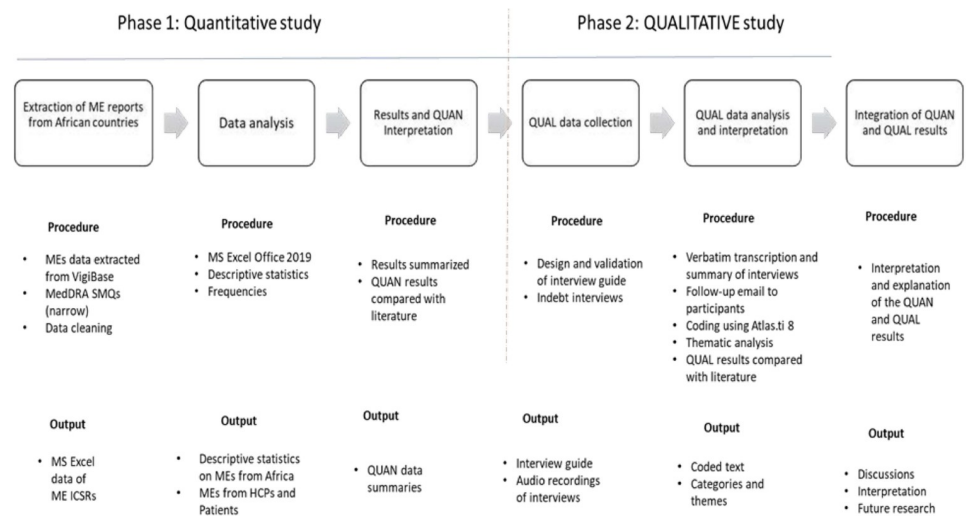 Phase 1: Quantitative study
Phase 2: QUALITATIVE study
Extraction of ME reports
from African countries
Data analysis
Results and QUAN
Interpretation
QUAL data collection
QUAL data analysis
and interpretation
Integration of QUAN
and QUAL results
Procedure
• MEs data extracted
from VigiBase
• MedDRA SMQs
(narrow)
• Data cleaning
Procedure
• MS Excel Office 2019
• Descriptive statistics
• Frequencies
Procedure
• Results summarized
• QUAN results
compared with
literature
Procedure
• Design and validation
of interview guide
• Indebt interviews
Procedure
• Verbatim transcription and
summary of interviews
• Follow-up email to
participants
• Coding using Atlas.ti 8
• Thematic analysis
• QUAL results compared
with literature
Procedure
• Interpretation
and explanation
of the QUAN
and QUAL
results
Output
• MS Excel
data of
ME ICSRs
Output
• Descriptive statistics
on MEs from Africa
• MEs from HCPs and
Patients
Output
• QUAN data
summaries
Output
• Interview guide
• Audio recordings
of interviews
Output
• Coded text
• Categories and
themes
Output
• Discussions
• Interpretation
• Future research